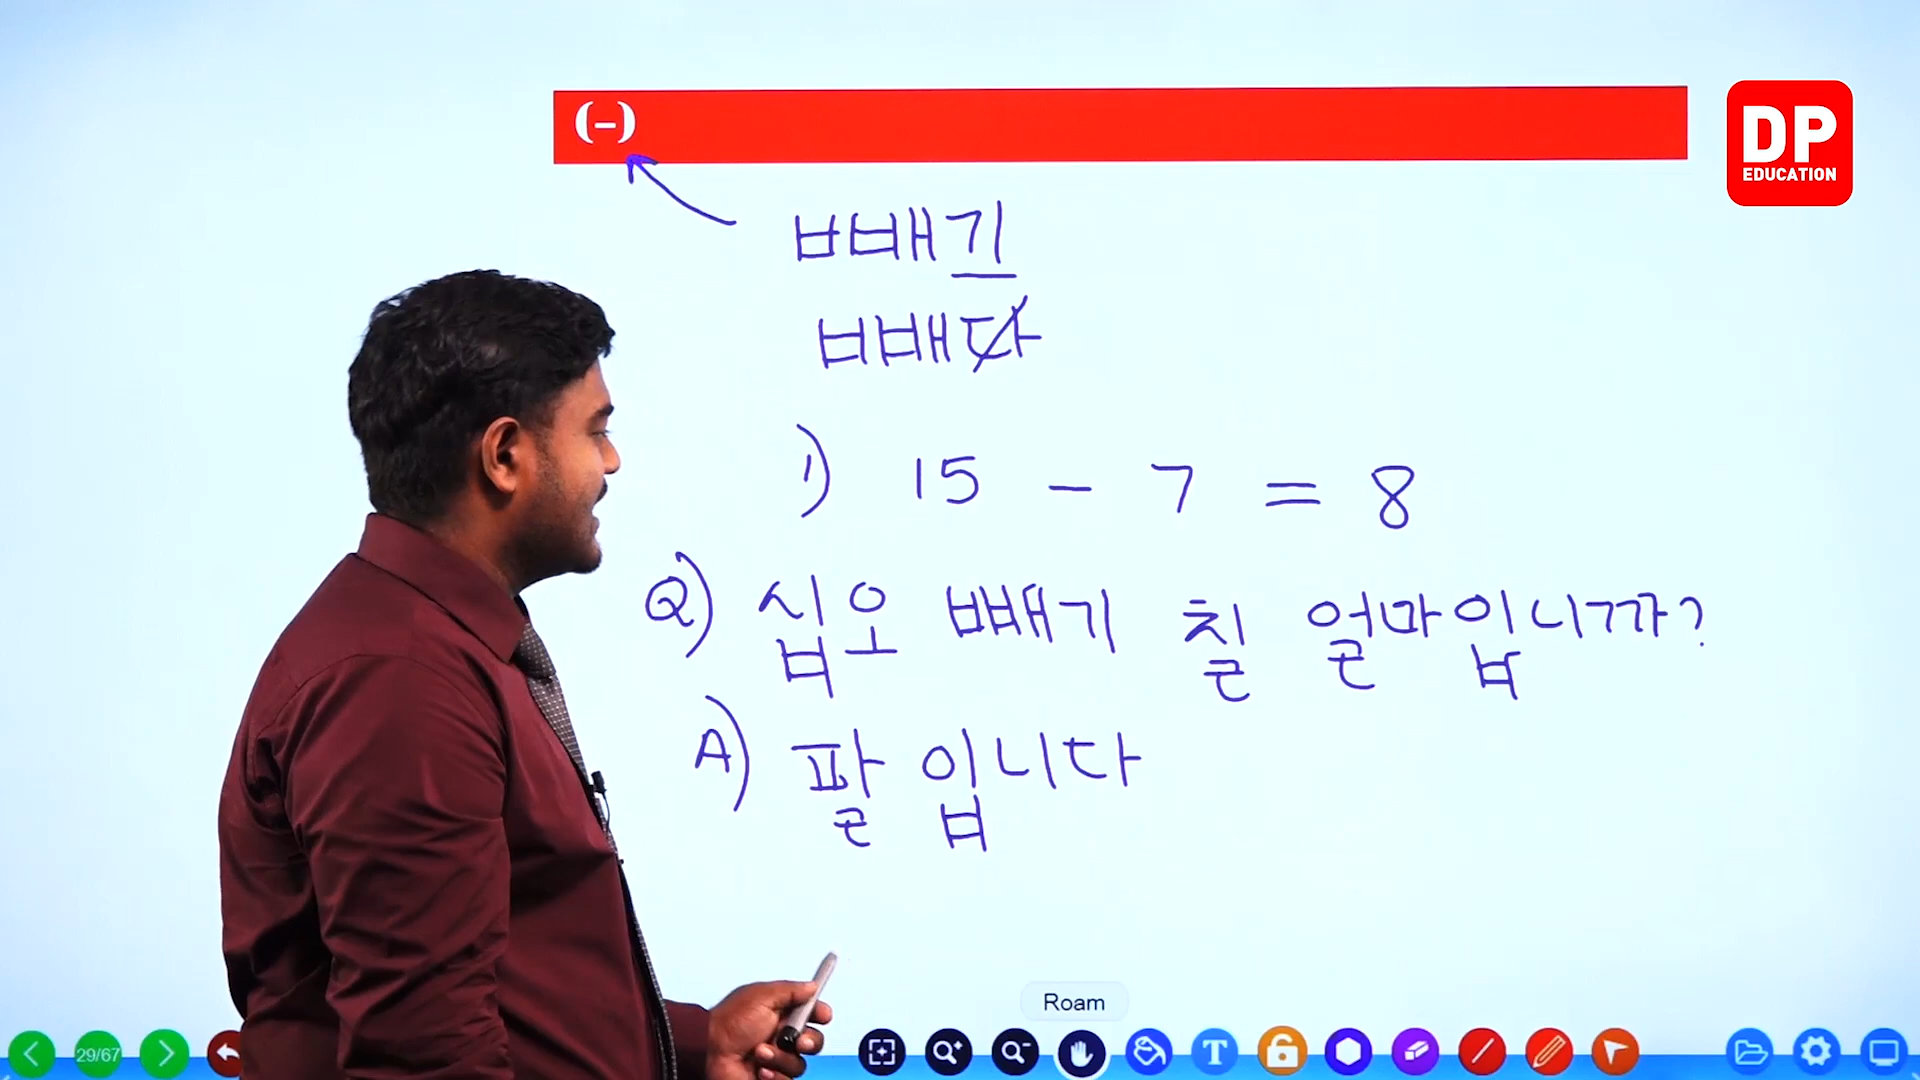 (-)
DP
EDUCATION
빼기
빼다
1) 15 - 7 = 8
Q) 십오 빼기 칠 얼마입니까?
A) 팔 입니다
Roam
29/67
T